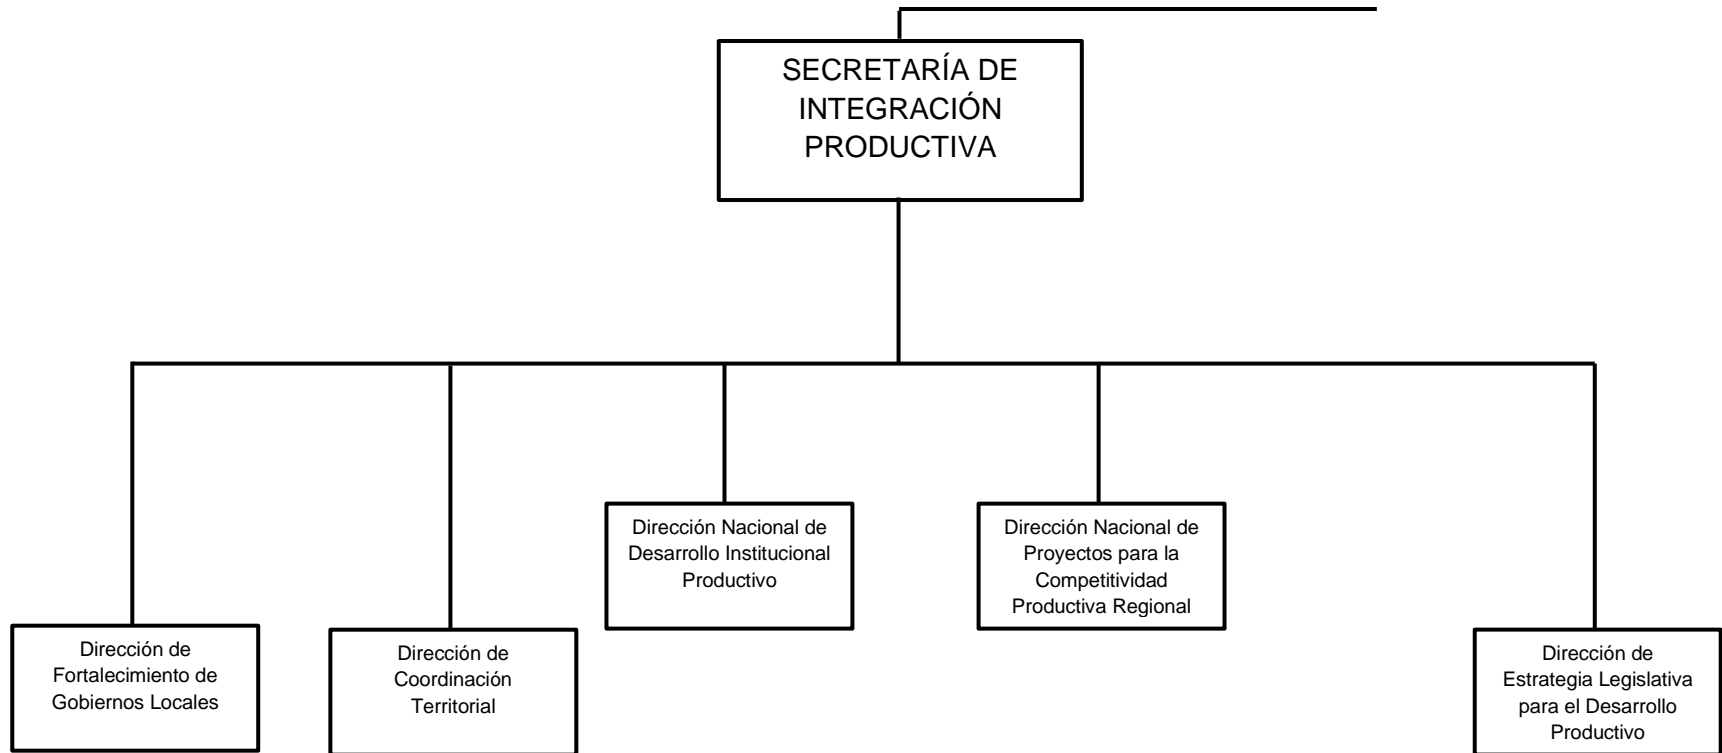 SECRETARÍA DE
INTEGRACIÓN
PRODUCTIVA
Dirección Nacional de
Desarrollo Institucional
Productivo
Dirección Nacional de
Proyectos para la
Competitividad
Productiva Regional
Dirección de
Fortalecimiento de
Gobiernos Locales
Dirección de
Coordinación
Territorial
Dirección de
Estrategia Legislativa
para el Desarrollo
Productivo